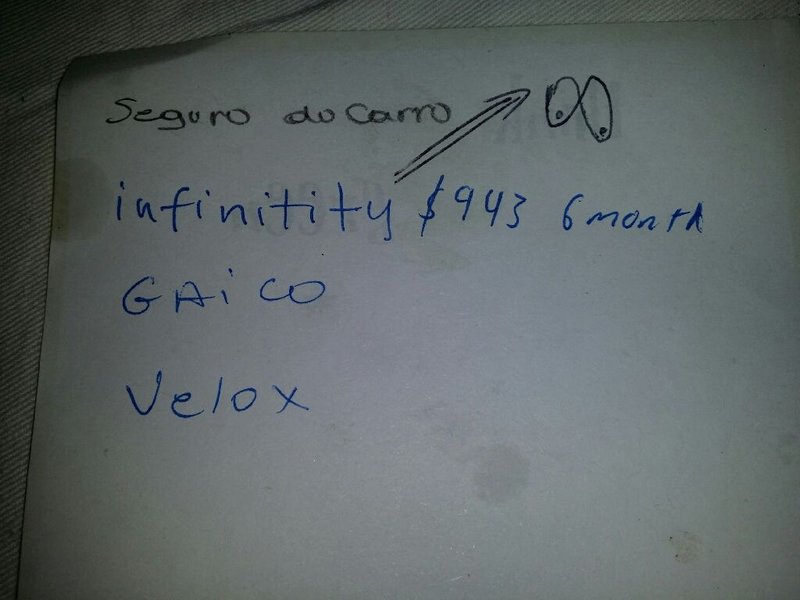 Seguro do Carro
infinitity $943 6 month
GAiCO
Velox